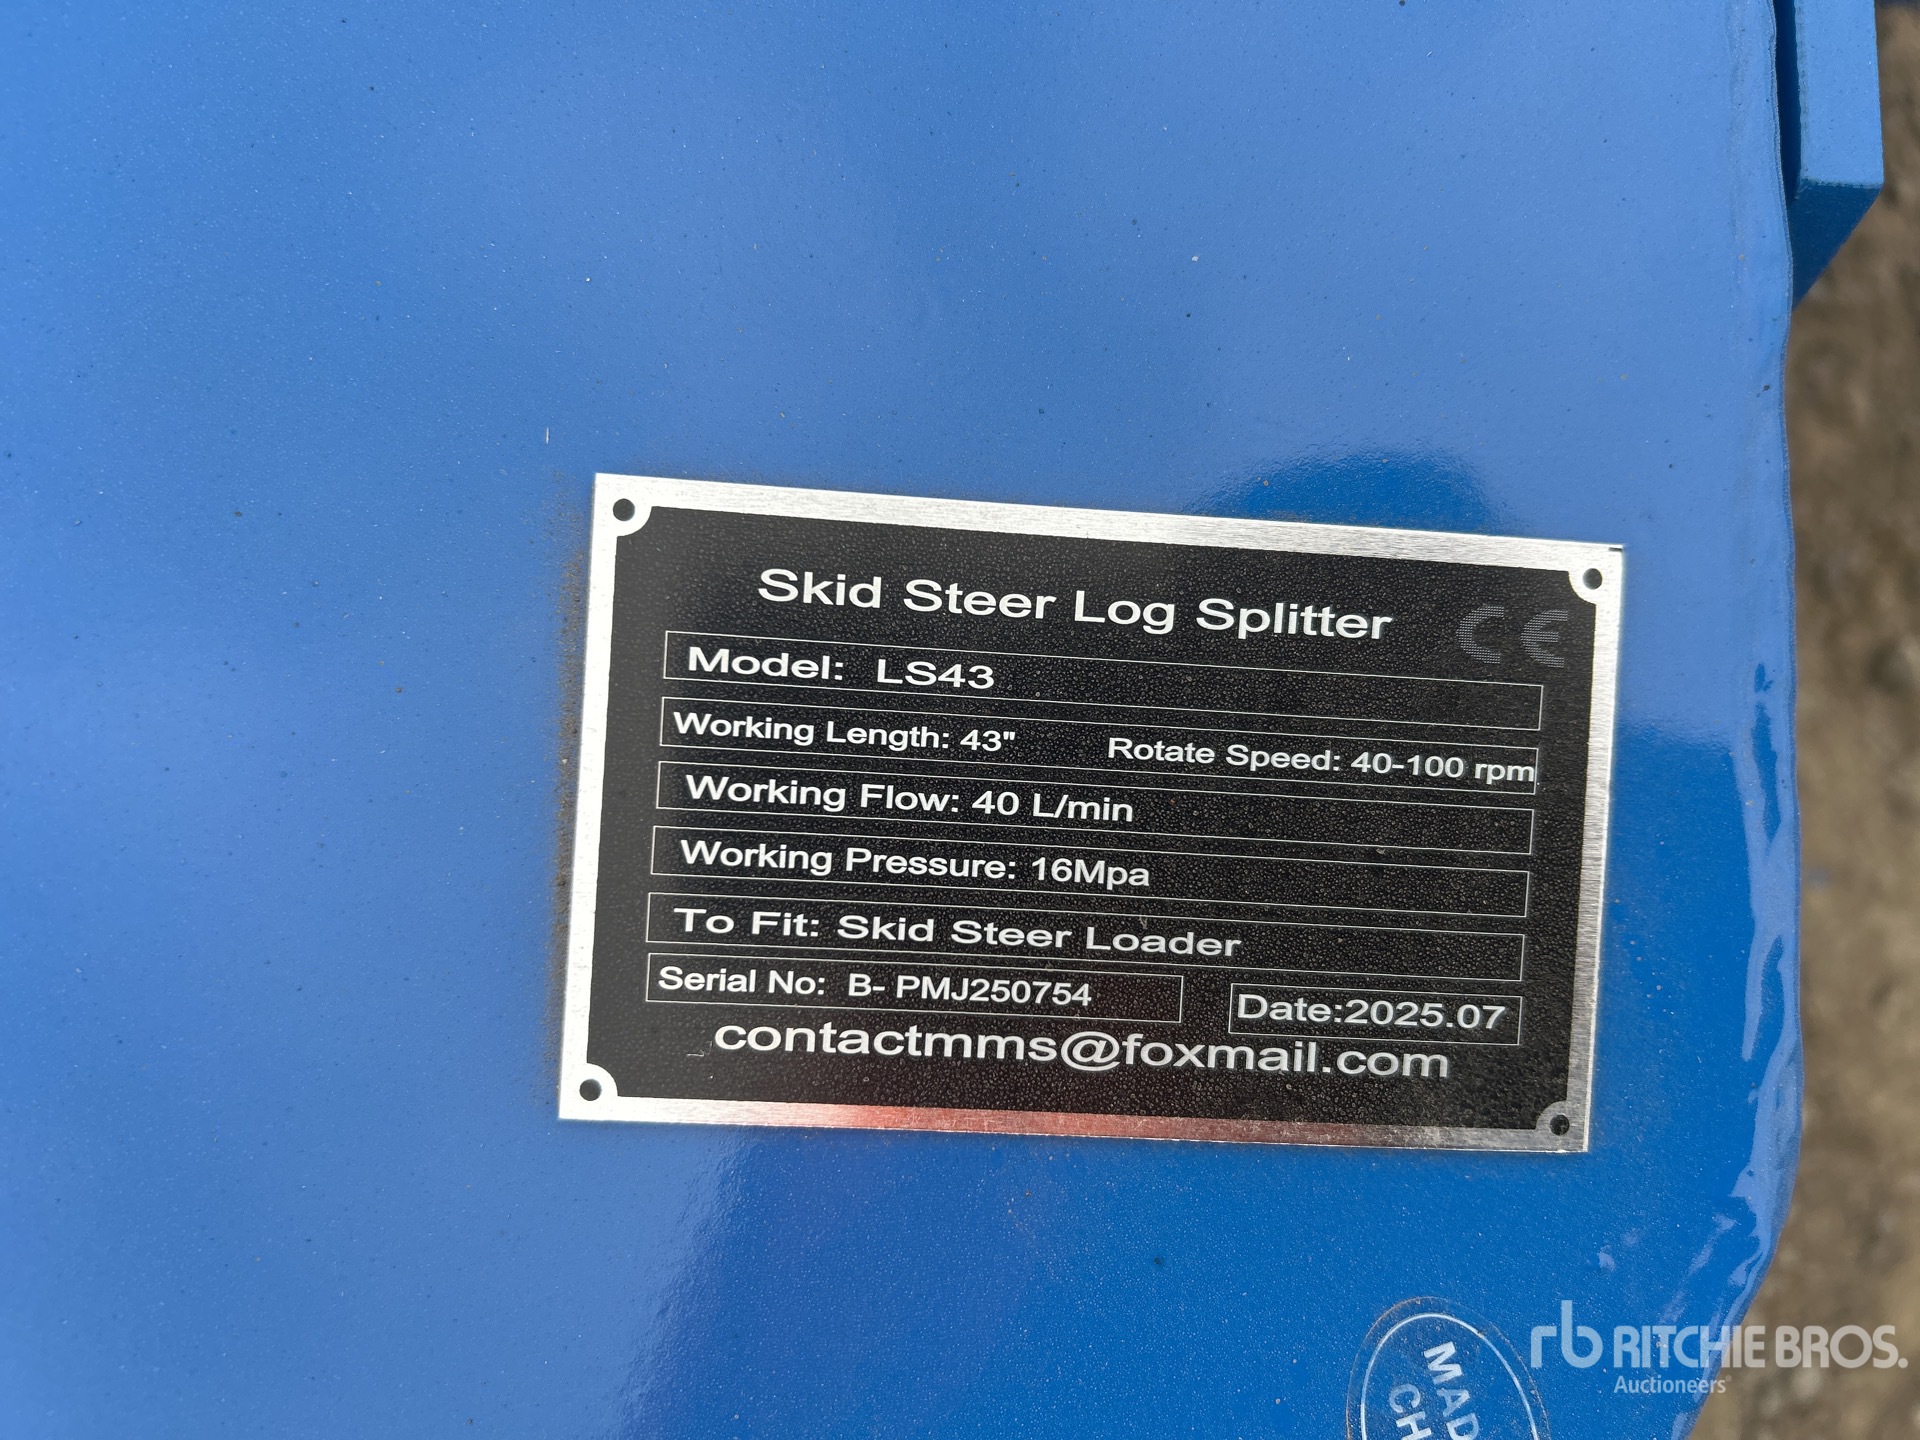 Skid Steer Log Splitter
CE
Model: LS43
Working Length: 43" Rotate Speed: 40-100 rpm
Working Flow: 40 L/min
Working Pressure: 16Mpa
To Fit: Skid Steer Loader
Serial No: B- PMJ250754 Date:2025.07
contactmms@foxmail.com
rb RITCHIE BROS.
Auctioneers